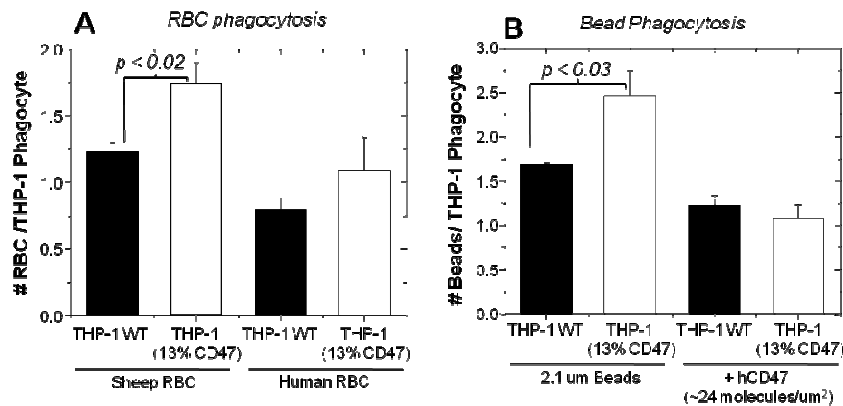 A
RBC phagocytosis
# RBC /THP-1 Phagocyte
2.0
1.5
1.0
0.5
0.0
p < 0.02
THP-1 WT THP-1 THP-1 WT THP-1
(13% CD47) (13% CD47)
Sheep RBC Human RBC
B
Bead Phagocytosis
# Beads/ THP-1 Phagocyte
3.0
2.5
2.0
1.5
1.0
0.5
0.0
p < 0.03
THP-1 WT THP-1 THP-1 WT THP-1
(13% CD47) (13% CD47)
2.1 um Beads + hCD47
(~24 molecules/um²)